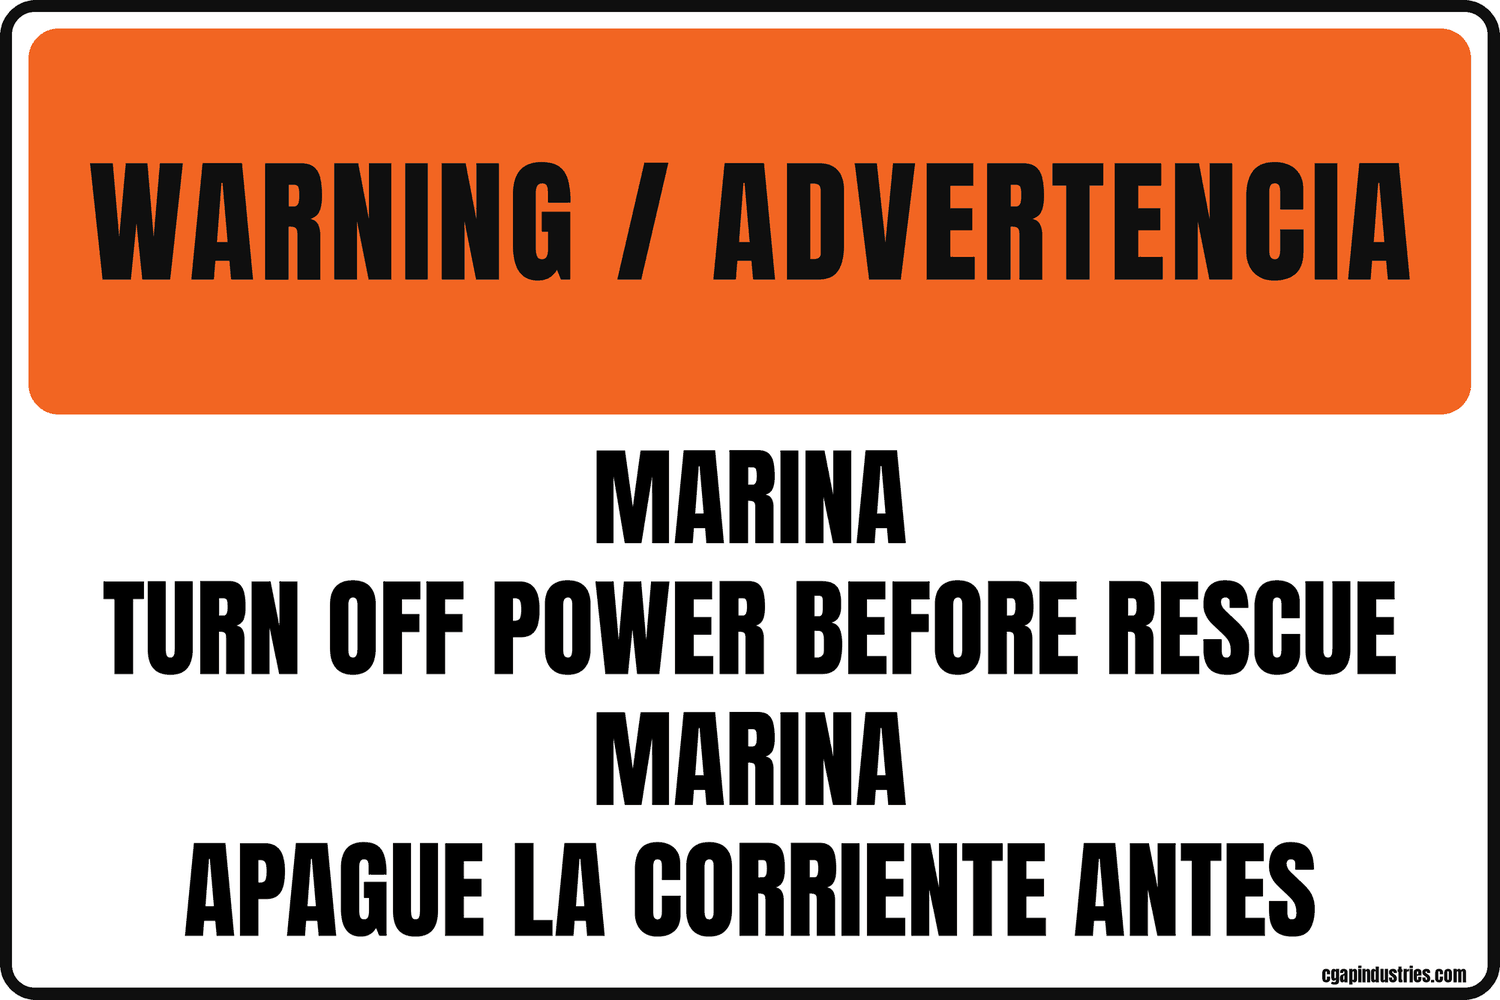 WARNING / ADVERTENCIA
MARINA
TURN OFF POWER BEFORE RESCUE
MARINA
APAGUE LA CORRIENTE ANTES
cgapindustries.com